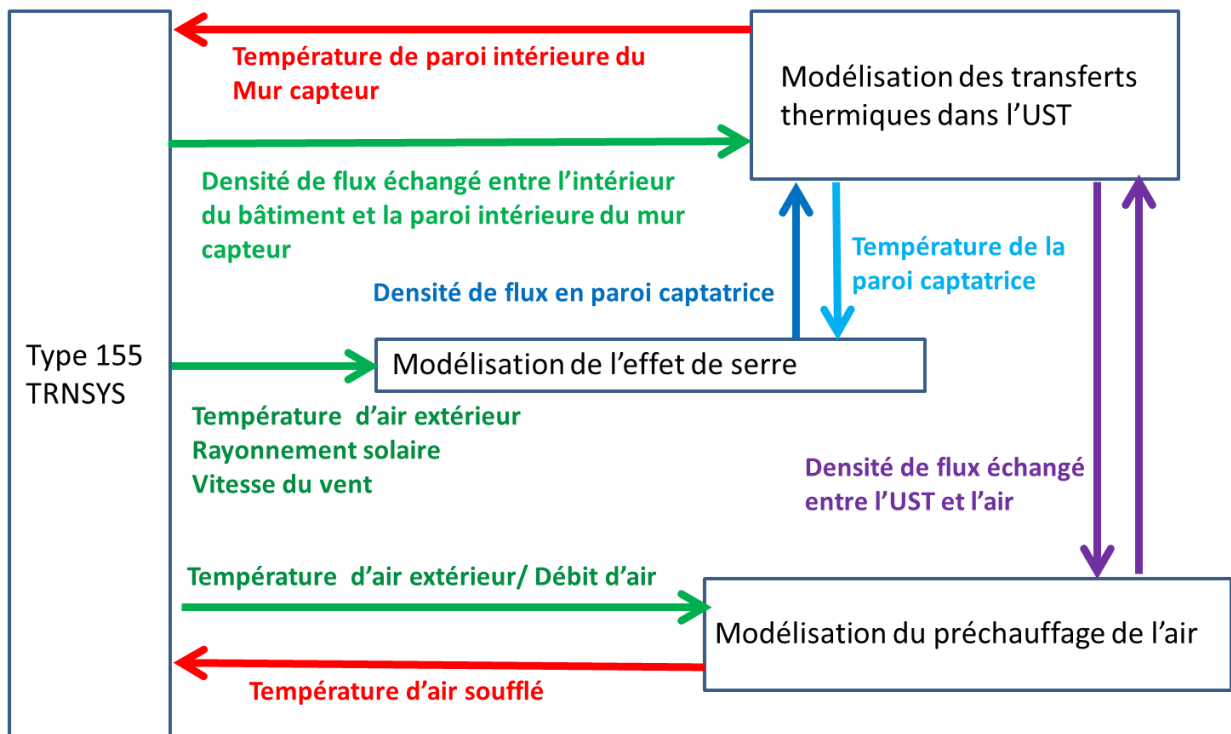 Température de paroi intérieure du
Mur capteur
Modélisation des transferts
thermiques dans l’UST
Densité de flux échangé entre l’intérieur
du bâtiment et la paroi intérieure du mur
capteur
Température de la
paroi captatrice
Densité de flux en paroi captatrice
Type 155
TRNSYS
Modélisation de l’effet de serre
Température  d’air extérieur
Rayonnement solaire
Vitesse du vent
Densité de flux échangé
entre l’UST et l’air
Température  d’air extérieur/ Débit d’air
Modélisation du préchauffage de l’air
Température d’air soufflé